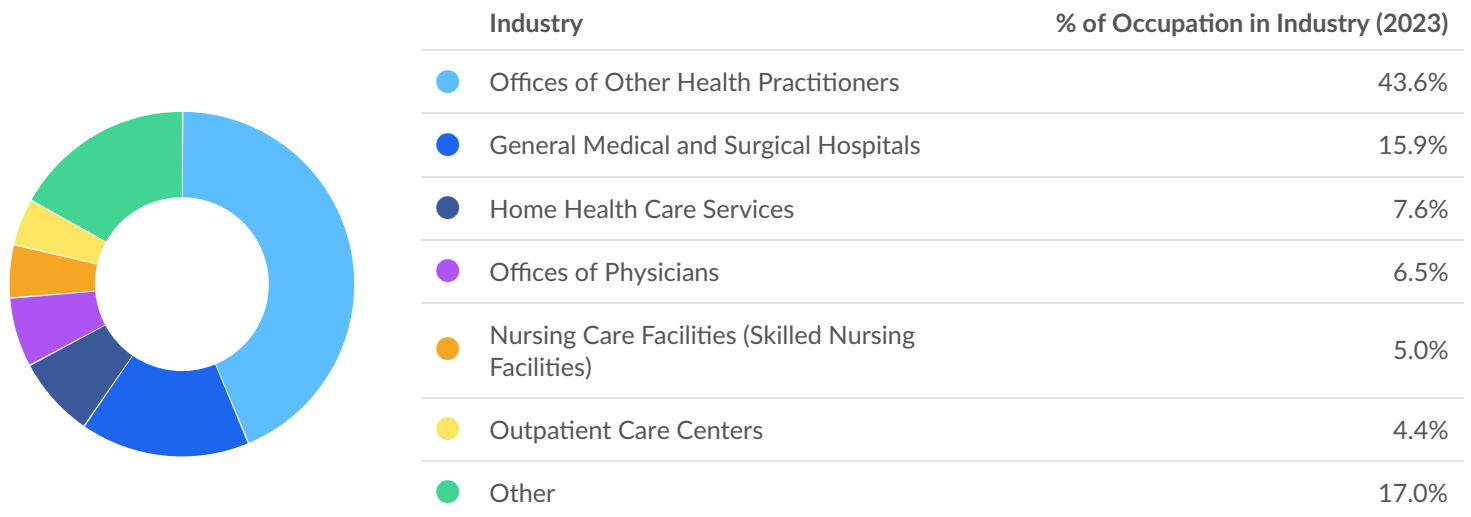 Industry % of Occupation in Industry (2023)
Offices of Other Health Practitioners 43.6%
General Medical and Surgical Hospitals 15.9%
Home Health Care Services 7.6%
Offices of Physicians 6.5%
Nursing Care Facilities (Skilled Nursing
Facilities) 5.0%
Outpatient Care Centers 4.4%
Other 17.0%